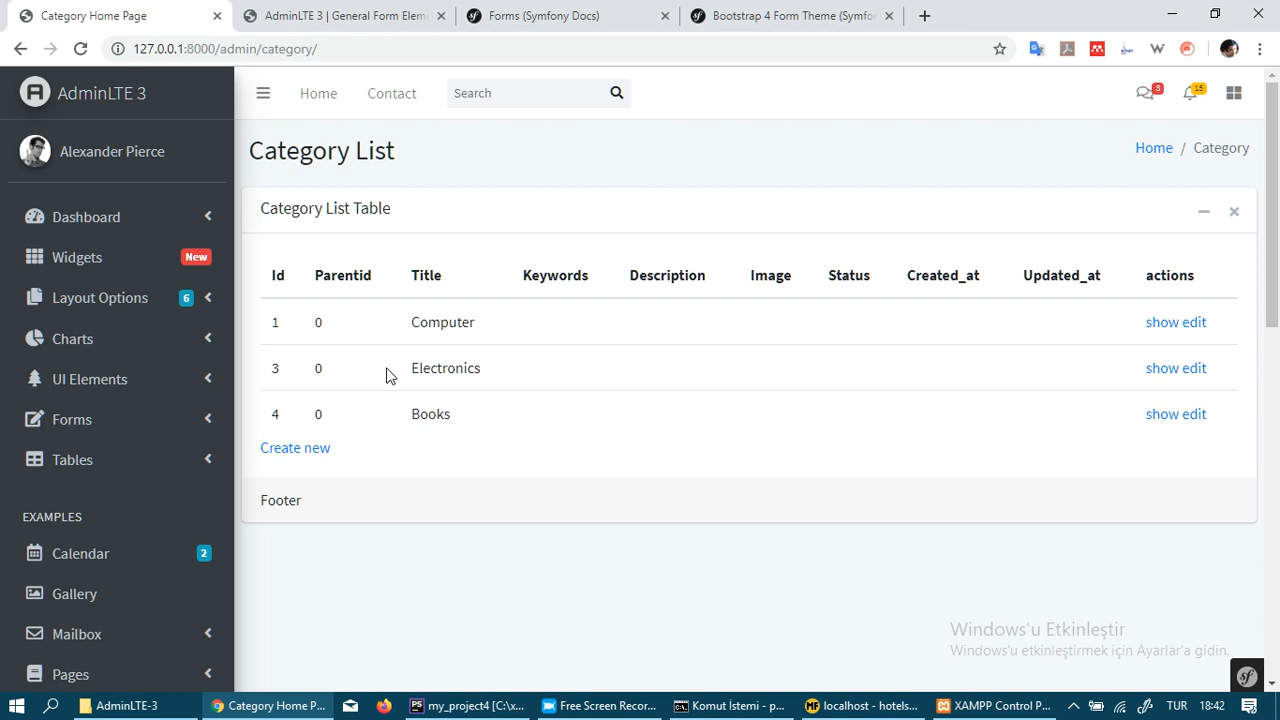 Category Home Page
AdminLTE 3 | General Form Elem
Forms (Symfony Docs)
Bootstrap 4 Form Theme (Symfor
127.0.0.1:8000/admin/category/
AdminLTE 3
Home
Contact
Search
3
15
Alexander Pierce
Category List
Home / Category
Dashboard
Widgets
New
Layout Options
6
Charts
UI Elements
Forms
Tables
EXAMPLES
Calendar
2
Gallery
Mailbox
Pages
Category List Table
Id Parentid Title Keywords Description Image Status Created_at Updated_at actions
1 0 Computer show edit
3 0 Electronics show edit
4 0 Books show edit
Create new
Footer
Windows'u Etkinleştir
Windows'u etkinleştirmek için Ayarlar'a gidin.
AdminLTE-3
Category Home P...
my_project4 [C:\x...
Free Screen Recor...
Komut İstemi - p...
localhost - hotels...
XAMPP Control P...
TUR
18:42